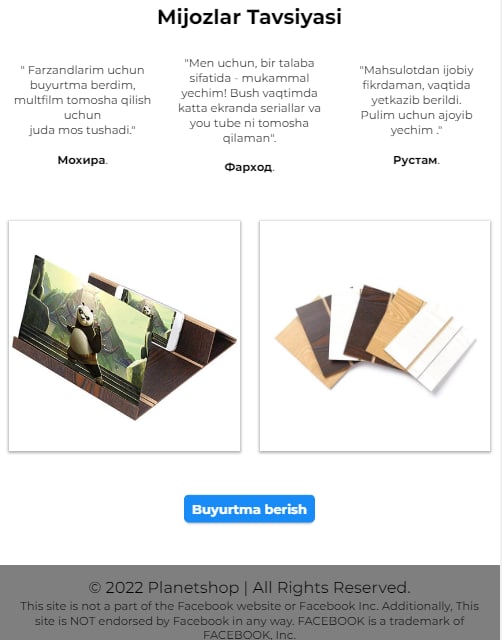 Mijozlar Tavsiyasi
" Farzandlarim uchun
buyurtma berdim,
multfilm tomosha qilish
uchun
juda mos tushadi."
Мохира.
"Men uchun, bir talaba
sifatida - mukammal
yechim! Bush vaqtimda
katta ekranda seriallar va
you tube ni tomosha
qilaman".
Фарход.
"Mahsulotdan ijobiy
fikrdaman, vaqtida
yetkazib berildi.
Pulim uchun ajoyib
yechim ."
Рустам.
Buyurtma berish
© 2022 Planetshop | All Rights Reserved.
This site is not a part of the Facebook website or Facebook Inc. Additionally, This
site is NOT endorsed by Facebook in any way. FACEBOOK is a trademark of
FACEBOOK, Inc.